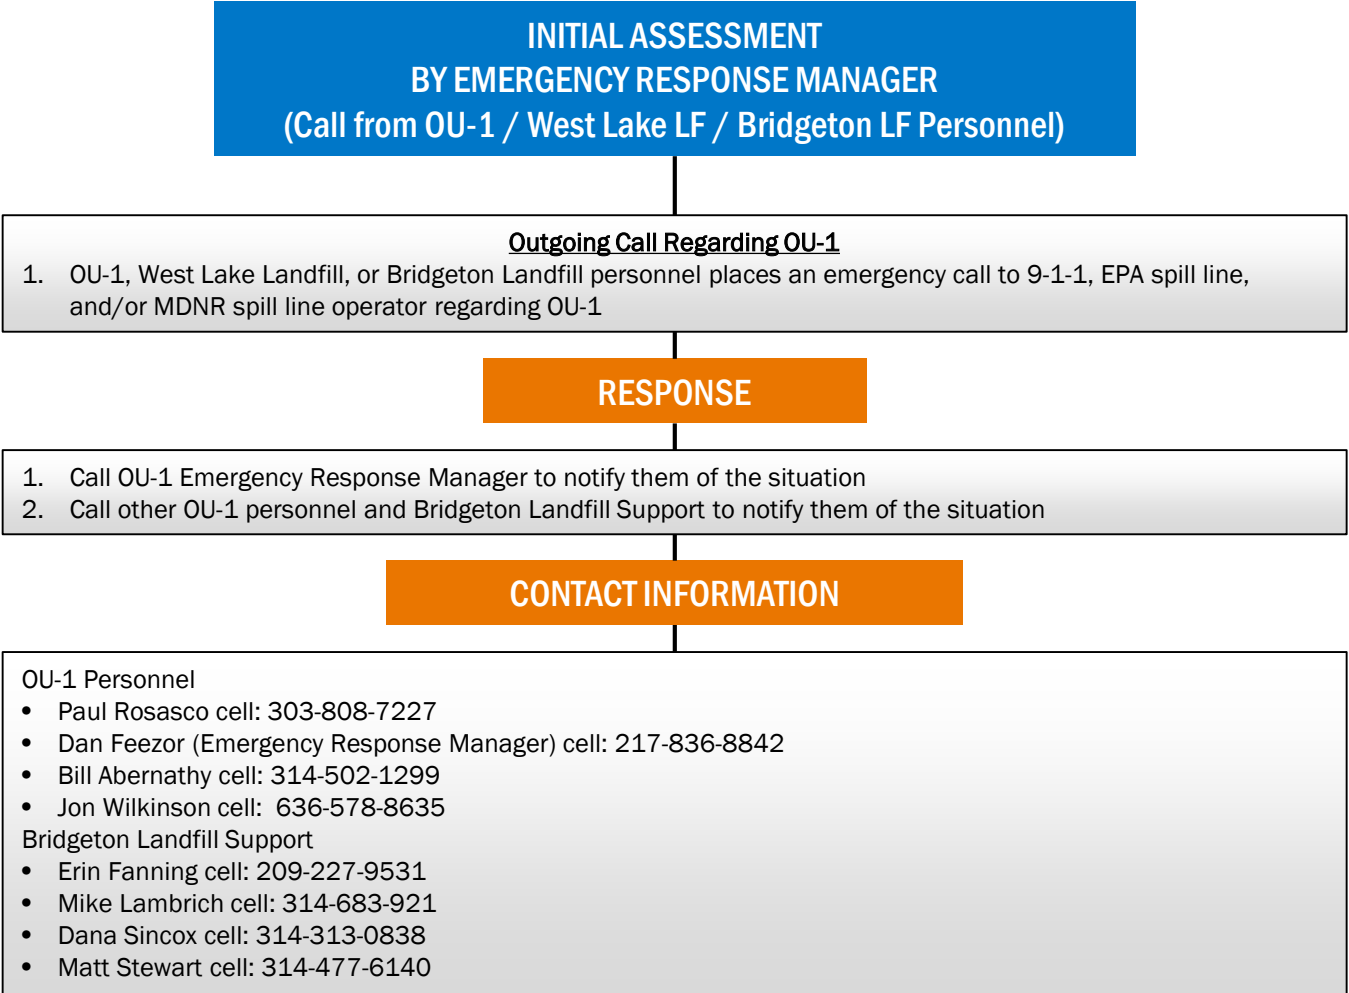 INITIAL ASSESSMENT
BY EMERGENCY RESPONSE MANAGER
(Call from OU-1 / West Lake LF / Bridgeton LF Personnel)
Outgoing Call Regarding OU-1
1. OU-1, West Lake Landfill, or Bridgeton Landfill personnel places an emergency call to 9-1-1, EPA spill line,
and/or MDNR spill line operator regarding OU-1
RESPONSE
1. Call OU-1 Emergency Response Manager to notify them of the situation
2. Call other OU-1 personnel and Bridgeton Landfill Support to notify them of the situation
CONTACT INFORMATION
OU-1 Personnel
• Paul Rosasco cell: 303-808-7227
• Dan Feezor (Emergency Response Manager) cell: 217-836-8842
• Bill Abernathy cell: 314-502-1299
• Jon Wilkinson cell: 636-578-8635
Bridgeton Landfill Support
• Erin Fanning cell: 209-227-9531
• Mike Lambrich cell: 314-683-921
• Dana Sincox cell: 314-313-0838
• Matt Stewart cell: 314-477-6140